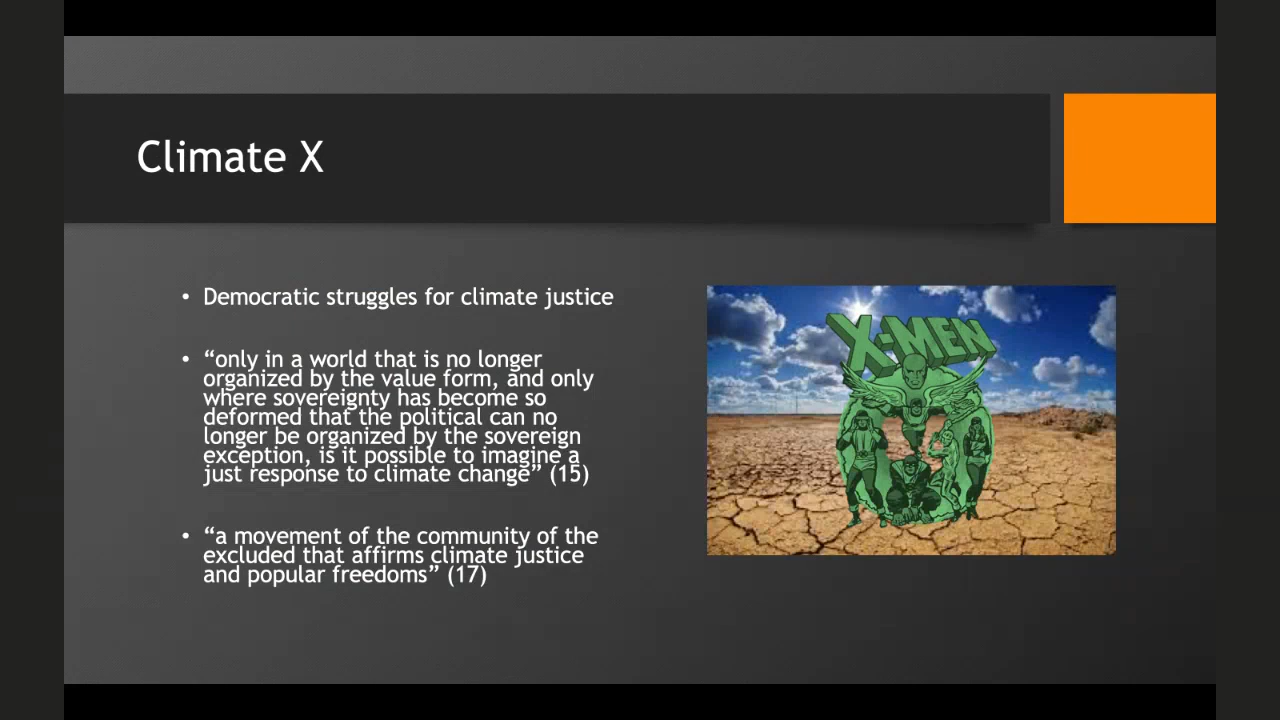 Climate X
• Democratic struggles for climate justice
• “only in a world that is no longer
organized by the value form, and only
where sovereignty has become so
deformed that the political can no
longer be organized by the sovereign
exception, is it possible to imagine a
just response to climate change” (15)
• “a movement of the community of the
excluded that affirms climate justice
and popular freedoms” (17)
X-MEN